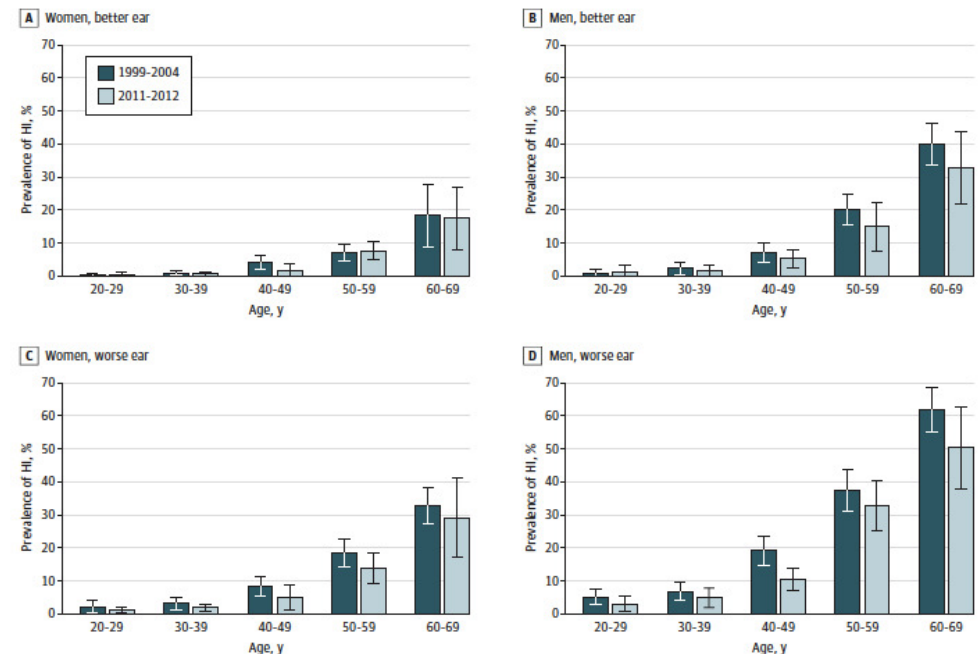 A Women, better ear
70
60
50
40
30
20
10
0
Prevalence of HI, %
1999-2004
2011-2012
20-29 30-39 40-49 50-59 60-69
Age, y
B Men, better ear
70
60
50
40
30
20
10
0
Prevalence of HI, %
20-29 30-39 40-49 50-59 60-69
Age, y
C Women, worse ear
70
60
50
40
30
20
10
0
Prevalence of HI, %
20-29 30-39 40-49 50-59 60-69
Age, y
D Men, worse ear
70
60
50
40
30
20
10
0
Prevalence of HI, %
20-29 30-39 40-49 50-59 60-69
Age, y